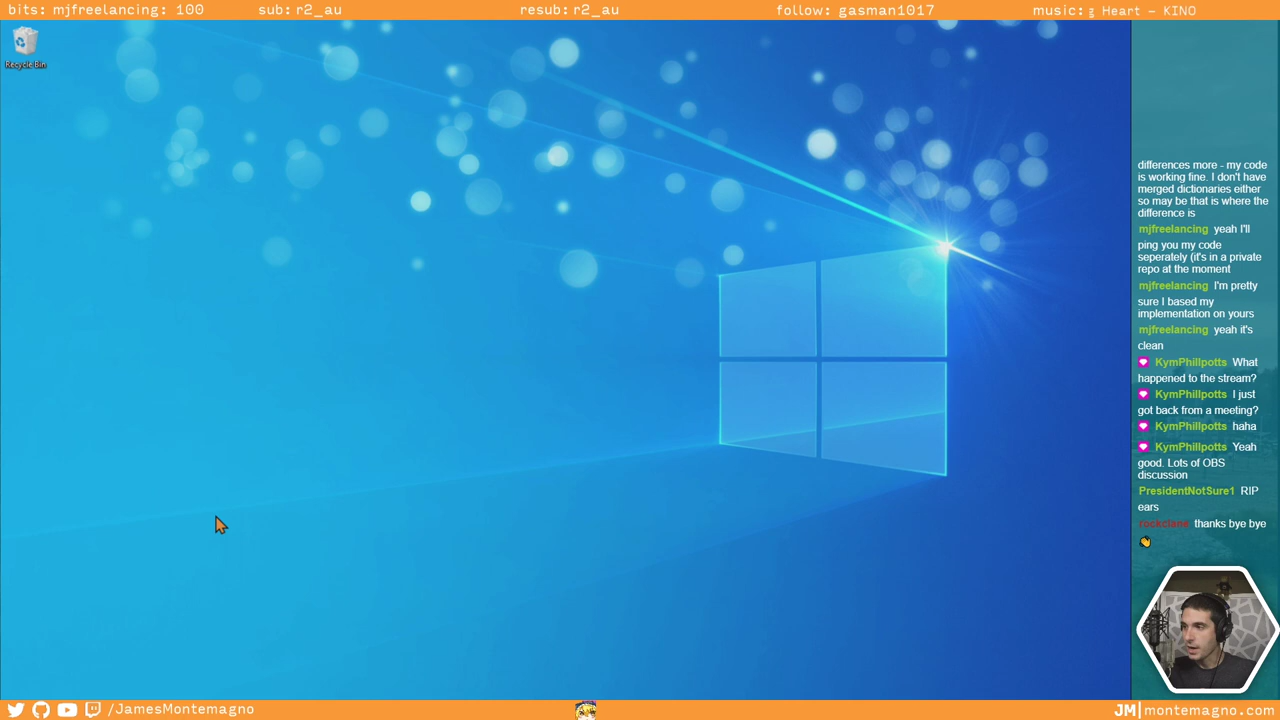 bits: mjfreelancing: 100
sub: r2_au
resub: r2_au
follow: gasman1017
music: g Heart – KINO
Recycle Bin
differences more - my code
is working fine. I don't have
merged dictionaries either
so may be that is where the
difference is
mjfreelancing yeah I'll
ping you my code
seperately (it's in a private
repo at the moment
mjfreelancing I'm pretty
sure I based my
implementation on yours
mjfreelancing yeah it's
clean
KymPhillpotts What
happened to the stream?
KymPhillpotts I just
got back from a meeting?
KymPhillpotts haha
KymPhillpotts Yeah
good. Lots of OBS
discussion
PresidentNotSure1 RIP
ears
thanks bye bye
/JamesMontemagno
JM|montemagno.com